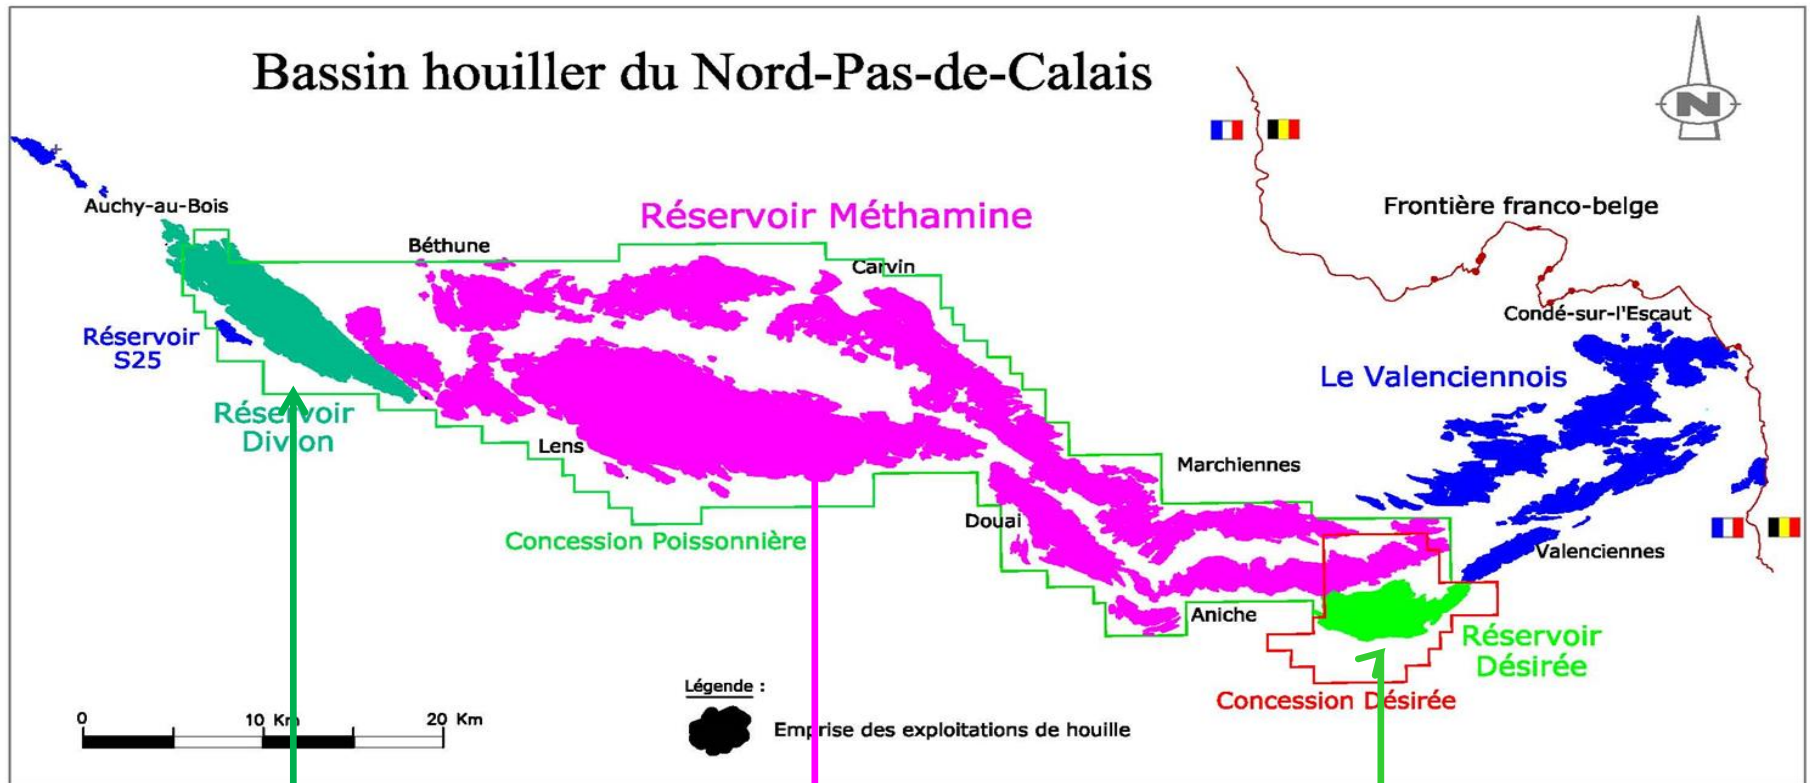 Bassin houiller du Nord-Pas-de-Calais
N
Auchy-au-Bois
Béthune
Réservoir Méthamine
Carvin
Frontière franco-belge
Condé-sur-l'Escaut
Réservoir
S25
Le Valenciennois
Réservoir
Divion
Lens
Marchiennes
Douai
Concession Poissonnière
Valenciennes
Aniche
Réservoir
Désirée
Concession Désirée
Légende :
Emprise des exploitations de houille
0 10 Km 20 Km